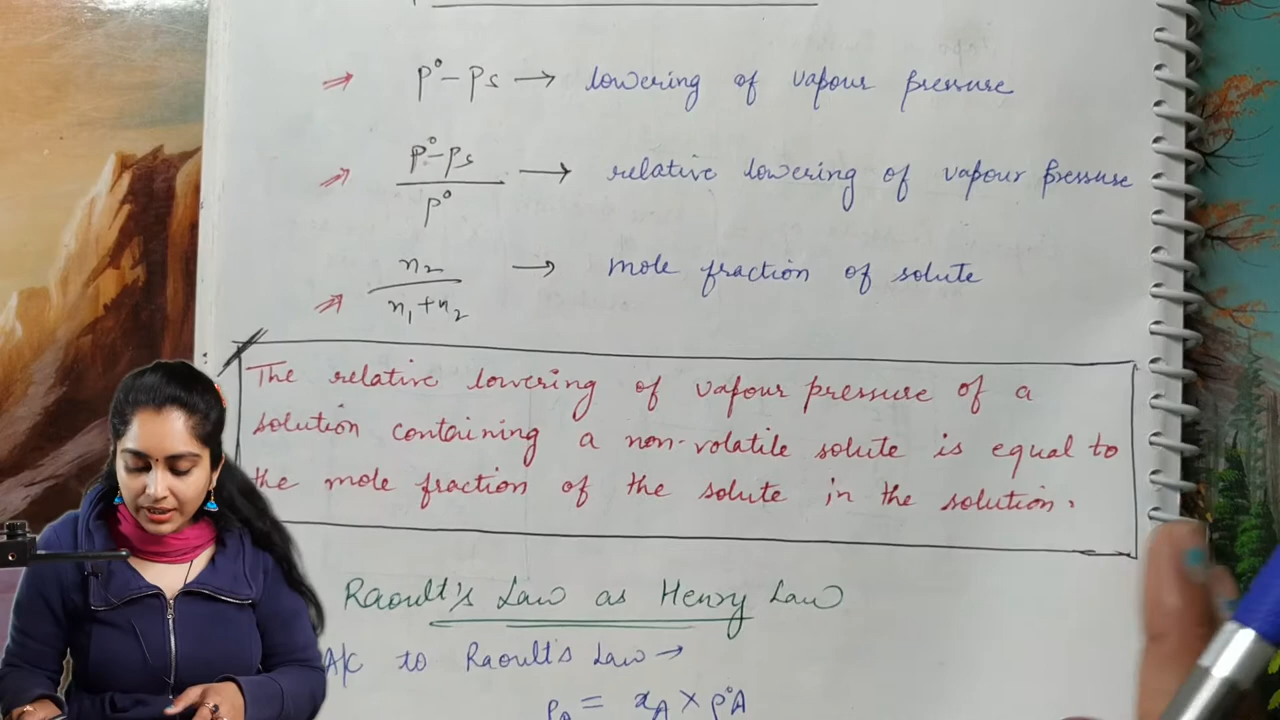 ⇒ p° - ps → lowering of vapour pressure
⇒ p° - ps / p° → relative lowering of vapour pressure
⇒ n2 / n1 + n2 → mole fraction of solute
The relative lowering of vapour pressure of a
solution containing a non-volatile solute is equal to
the mole fraction of the solute in the solution.
Raoult's Law as Henry Law
A/c to Raoult's Law →
PA = xA × p°A